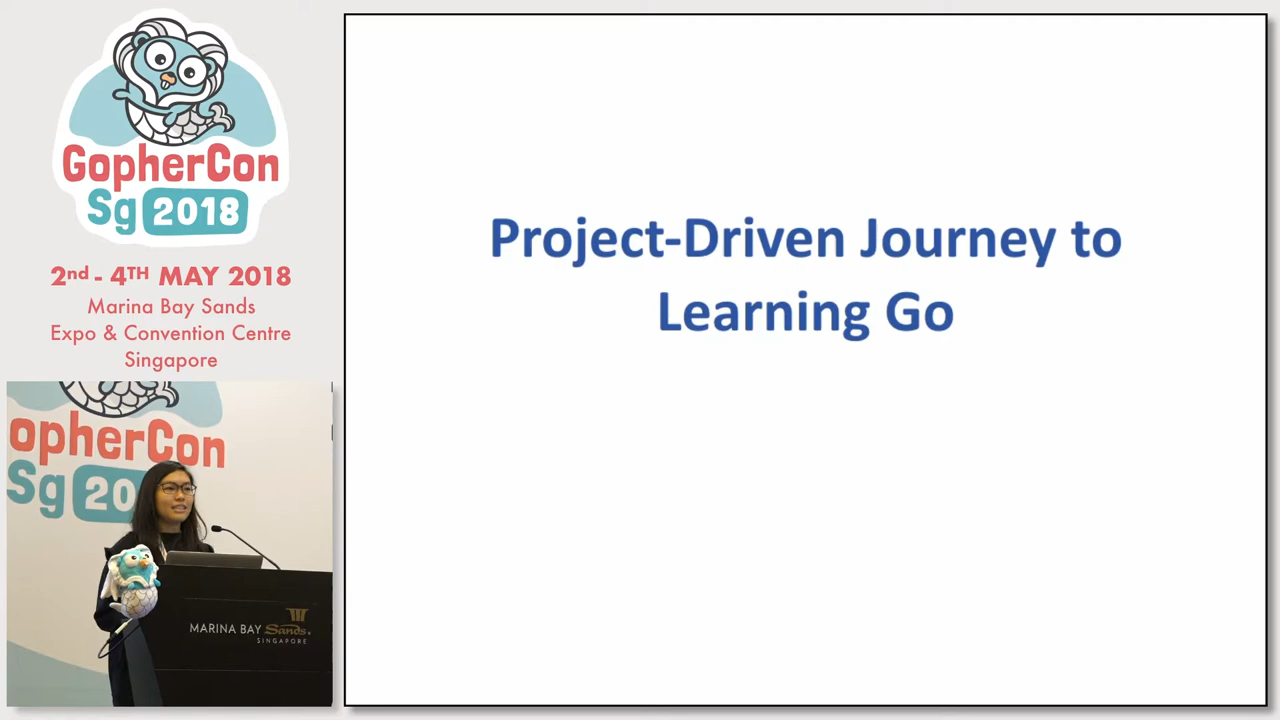 GopherCon
Sg 2018
2nd - 4TH MAY 2018
Marina Bay Sands
Expo & Convention Centre
Singapore
opherCon
Sg 20
MARINA BAY Sands
SINGAPORE
Project-Driven Journey to
Learning Go